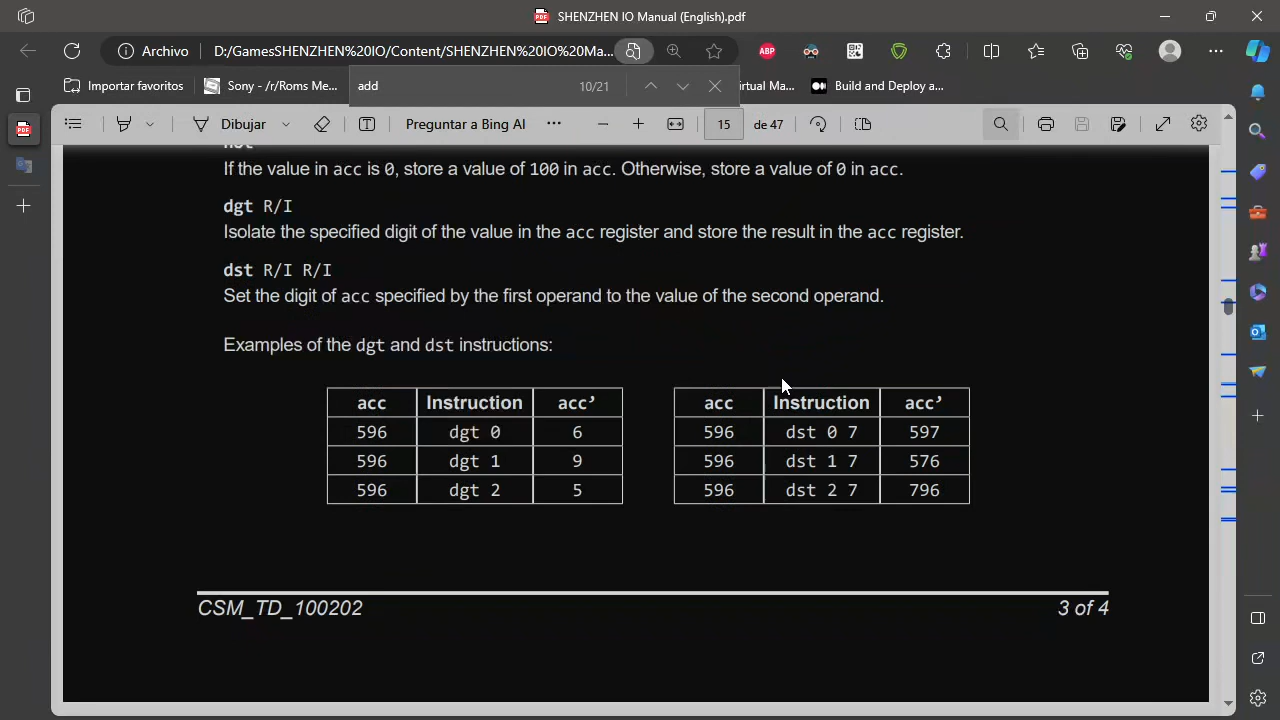 SHENZHEN IO Manual (English).pdf
Archivo
D:/GamesSHENZHEN%20IO/Content/SHENZHEN%20IO%20Ma...
ABP
Importar favoritos
Sony - /r/Roms Me...
add
10/21
irtual Ma...
Build and Deploy a...
Dibujar
Preguntar a Bing AI
15
de 47
If the value in acc is 0, store a value of 100 in acc. Otherwise, store a value of 0 in acc.
dgt R/I
Isolate the specified digit of the value in the acc register and store the result in the acc register.
dst R/I R/I
Set the digit of acc specified by the first operand to the value of the second operand.
Examples of the dgt and dst instructions:
acc Instruction acc’
596 dgt 0 6
596 dgt 1 9
596 dgt 2 5
acc Instruction acc’
596 dst 0 7 597
596 dst 1 7 576
596 dst 2 7 796
CSM_TD_100202
3 of 4